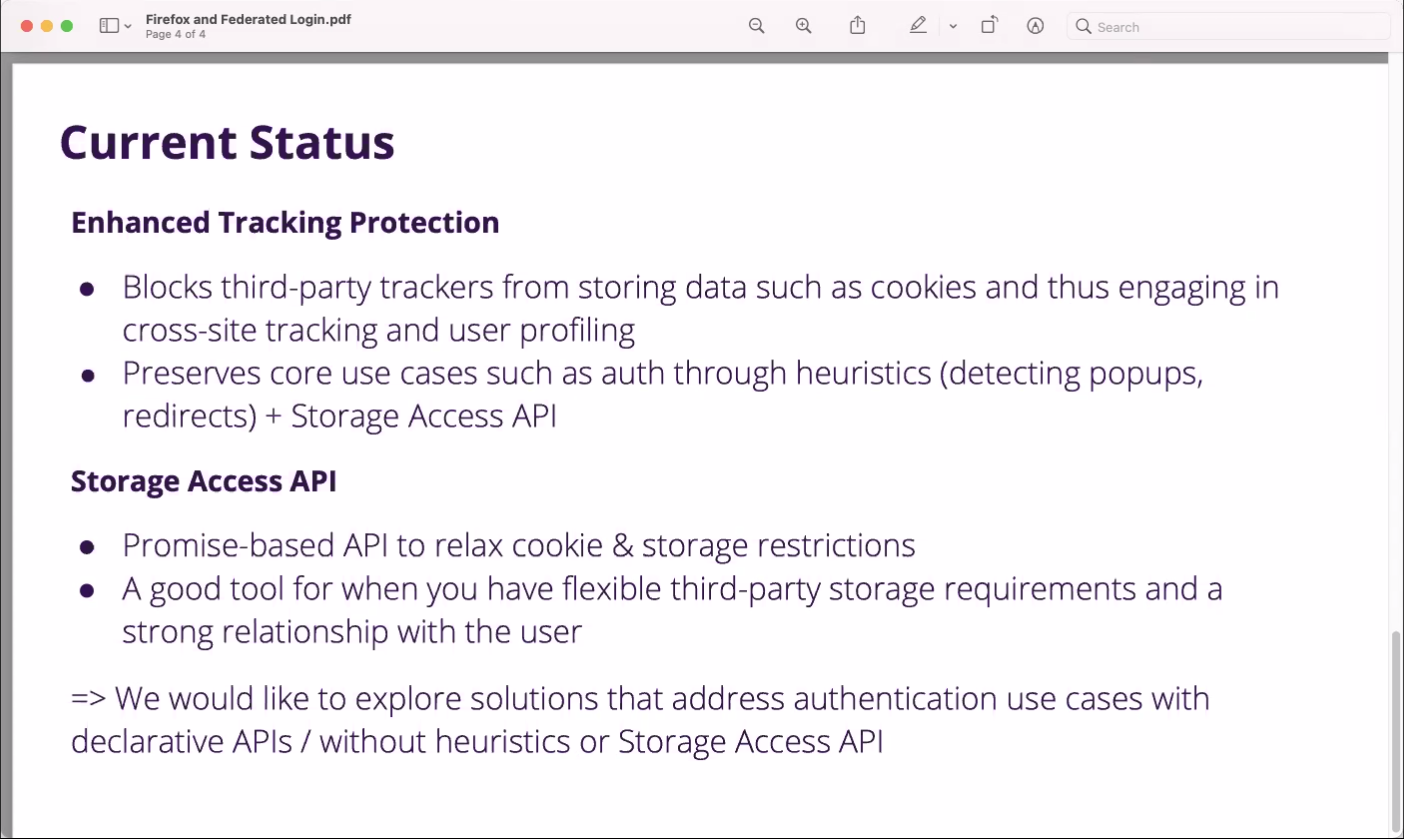 Firefox and Federated Login.pdf
Page 4 of 4
Search
Current Status
Enhanced Tracking Protection
● Blocks third-party trackers from storing data such as cookies and thus engaging in
cross-site tracking and user profiling
● Preserves core use cases such as auth through heuristics (detecting popups,
redirects) + Storage Access API
Storage Access API
● Promise-based API to relax cookie & storage restrictions
● A good tool for when you have flexible third-party storage requirements and a
strong relationship with the user
=> We would like to explore solutions that address authentication use cases with
declarative APIs / without heuristics or Storage Access API